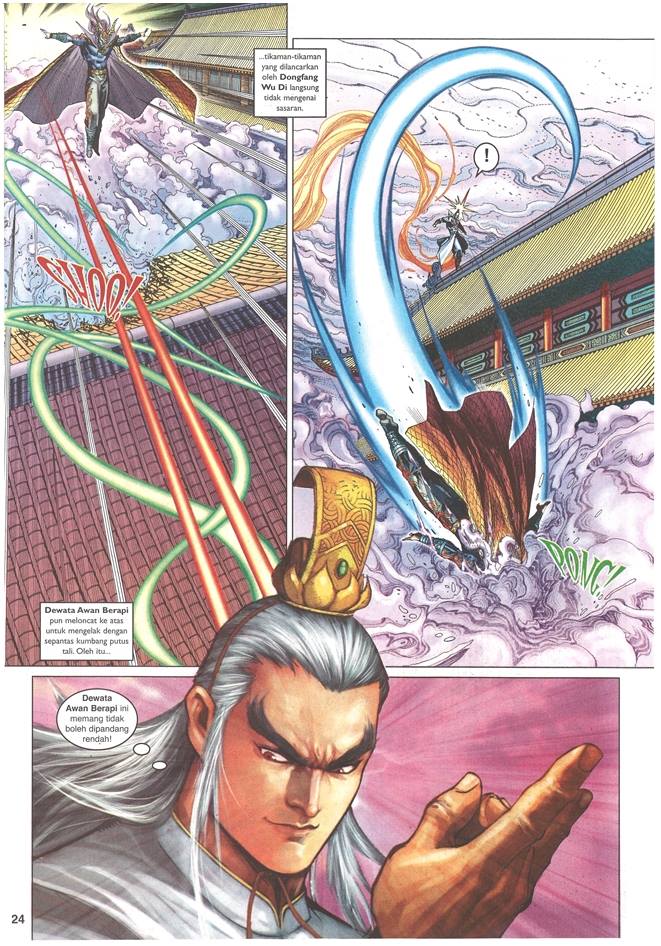 SHOO!
Dewata Awan Berapi
pun meloncat ke atas
untuk mengelak dengan
sepantas kumbang putus
tali. Oleh itu...
...tikaman-tikaman
yang dilancarkan
oleh Dongfang
Wu Di langsung
tidak mengenai
sasaran.
!
PONG!
Dewata
Awan Berapi ini
memang tidak
boleh dipandang
rendah!
24